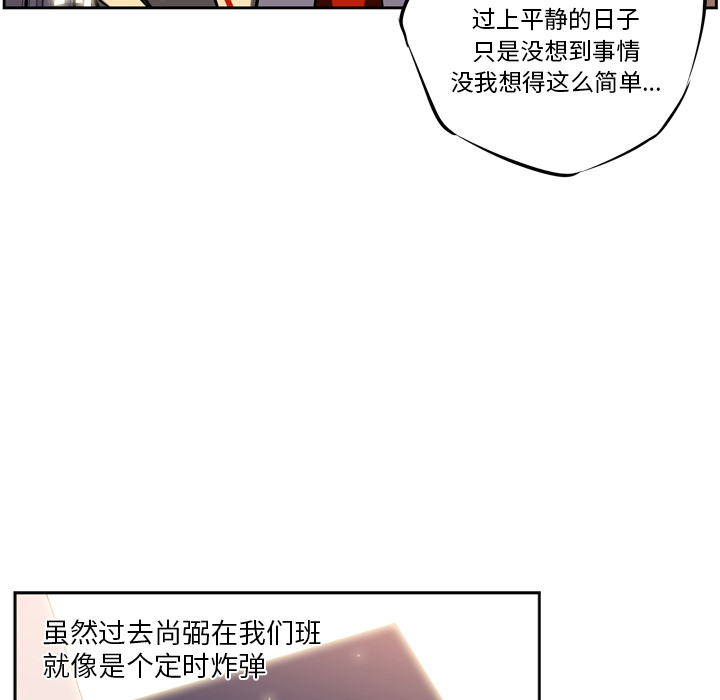 过上平静的日子
只是没想到事情
没我想得这么简单...
虽然过去尚弼在我们班
就像是个定时炸弹